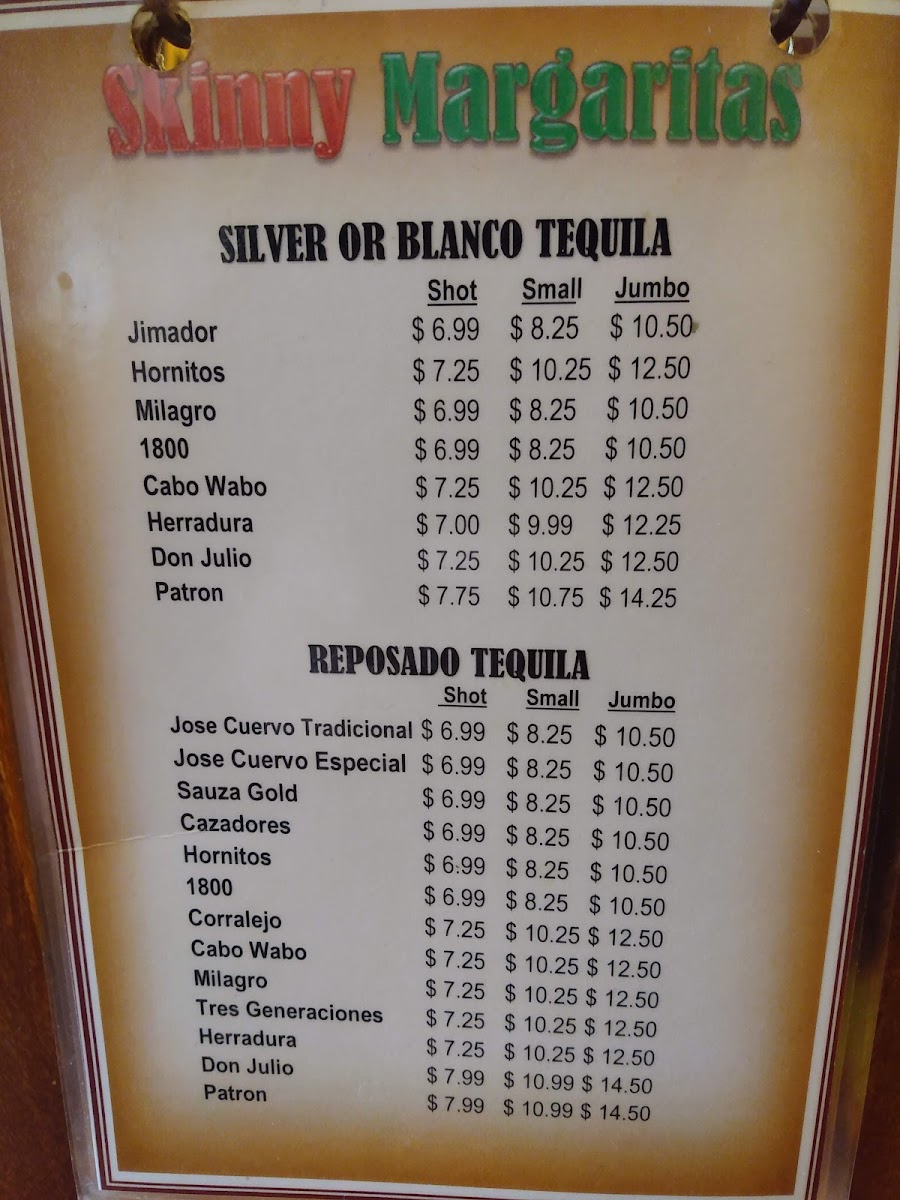 Skinny Margaritas
SILVER OR BLANCO TEQUILA
Shot Small Jumbo
Jimador $ 6.99 $ 8.25 $ 10.50
Hornitos $ 7.25 $ 10.25 $ 12.50
Milagro $ 6.99 $ 8.25 $ 10.50
1800 $ 6.99 $ 8.25 $ 10.50
Cabo Wabo $ 7.25 $ 10.25 $ 12.50
Herradura $ 7.00 $ 9.99 $ 12.25
Don Julio $ 7.25 $ 10.25 $ 12.50
Patron $ 7.75 $ 10.75 $ 14.25
REPOSADO TEQUILA
Shot Small Jumbo
Jose Cuervo Tradicional $ 6.99 $ 8.25 $ 10.50
Jose Cuervo Especial $ 6.99 $ 8.25 $ 10.50
Sauza Gold $ 6.99 $ 8.25 $ 10.50
Cazadores $ 6.99 $ 8.25 $ 10.50
Hornitos $ 6.99 $ 8.25 $ 10.50
1800 $ 6.99 $ 8.25 $ 10.50
Corralejo $ 7.25 $ 10.25 $ 12.50
Cabo Wabo $ 7.25 $ 10.25 $ 12.50
Milagro $ 7.25 $ 10.25 $ 12.50
Tres Generaciones $ 7.25 $ 10.25 $ 12.50
Herradura $ 7.25 $ 10.25 $ 12.50
Don Julio $ 7.99 $ 10.99 $ 14.50
Patron $ 7.99 $ 10.99 $ 14.50